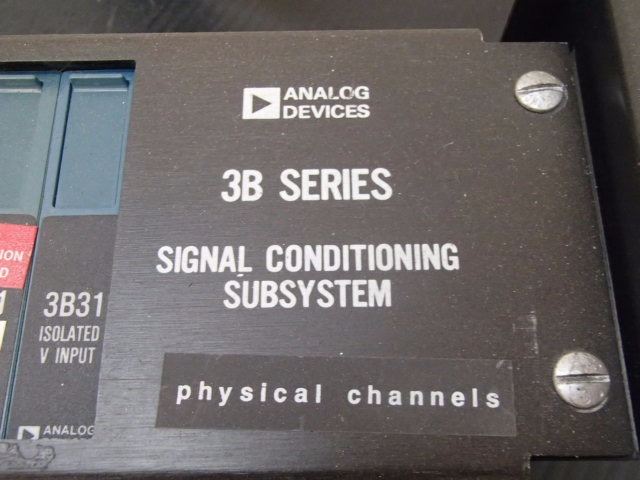 ANALOG
DEVICES
3B SERIES
SIGNAL CONDITIONING
SUBSYSTEM
physical channels
3B31
ISOLATED
V INPUT
ANALOG